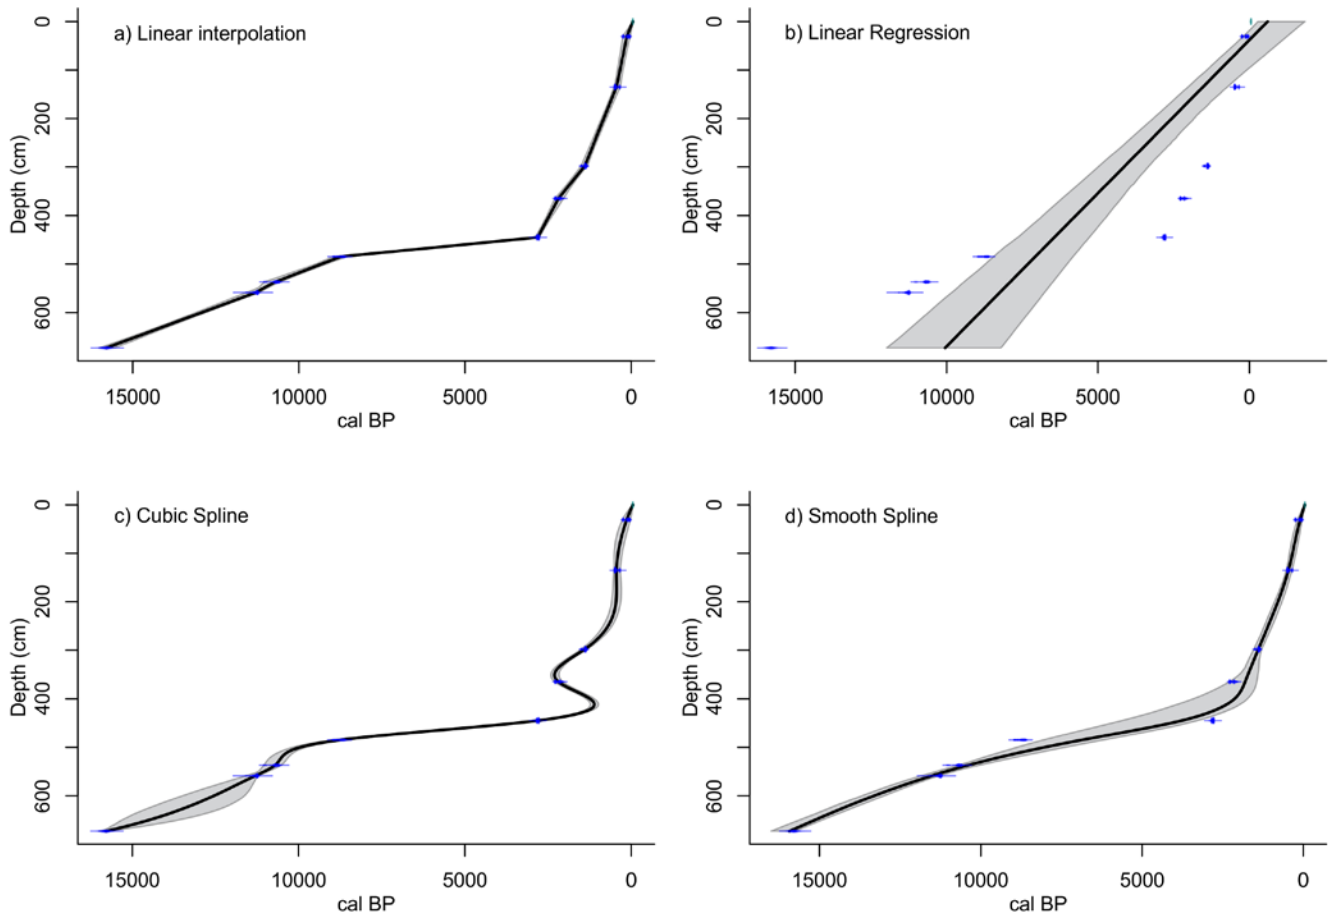 a) Linear interpolation
0
200
400
600
Depth (cm)
15000 10000 5000 0
cal BP
b) Linear Regression
0
200
400
600
Depth (cm)
15000 10000 5000 0
cal BP
c) Cubic Spline
0
200
400
600
Depth (cm)
15000 10000 5000 0
cal BP
d) Smooth Spline
0
200
400
600
Depth (cm)
15000 10000 5000 0
cal BP